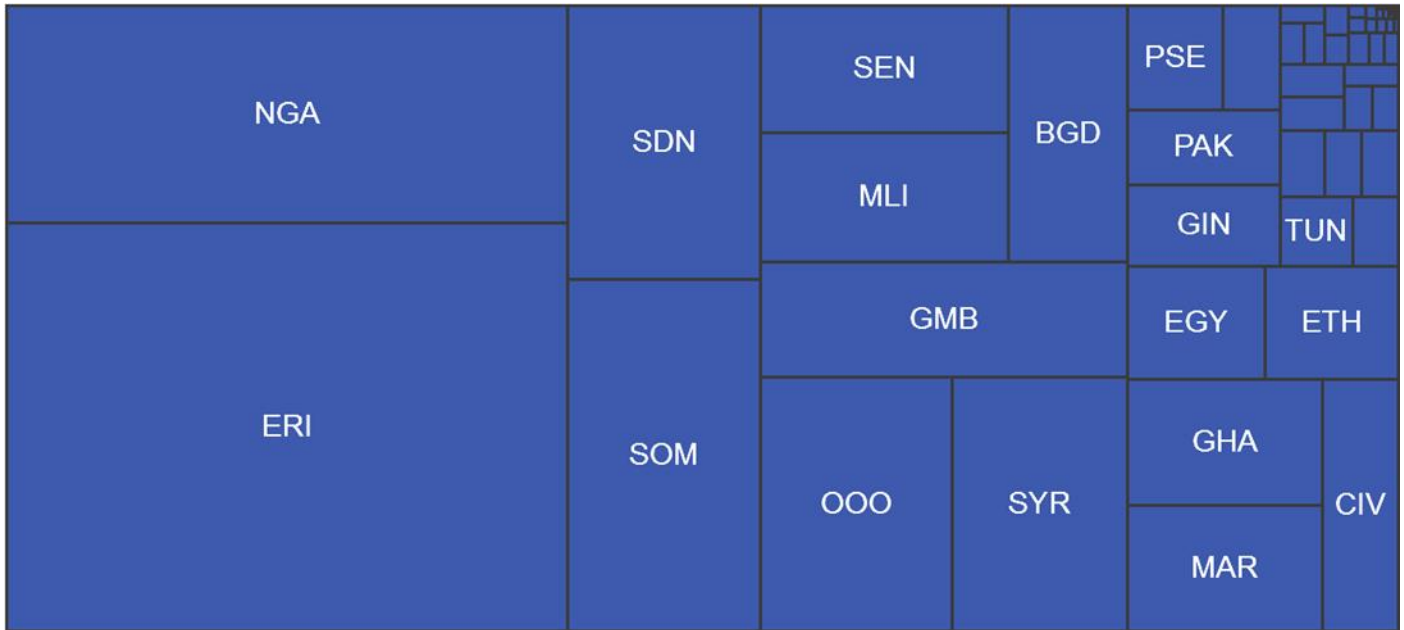 NGA
ERI
SDN
SOM
SEN
MLI
BGD
GMB
OOO
SYR
PSE
PAK
GIN
TUN
EGY
ETH
GHA
MAR
CIV